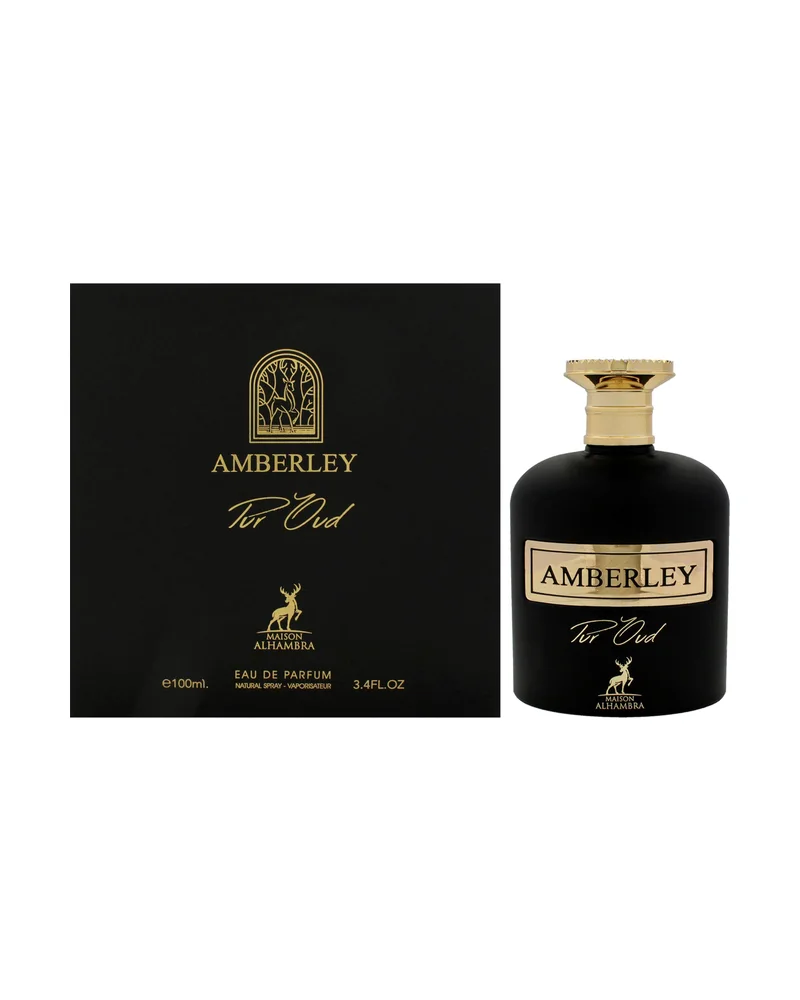 AMBERLEY
Pur Oud
MAISON
ALHAMBRA
EAU DE PARFUM
NATURAL SPRAY - VAPORISATEUR
℮100ml.
3.4FL.OZ
AMBERLEY
Pur Oud
MAISON
ALHAMBRA